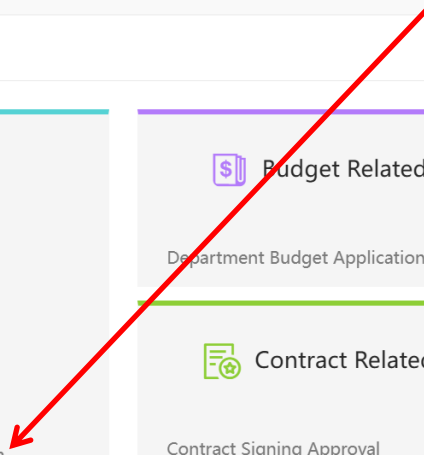 Budget Related
Department Budget Application
Contract Related
Contract Signing Approval